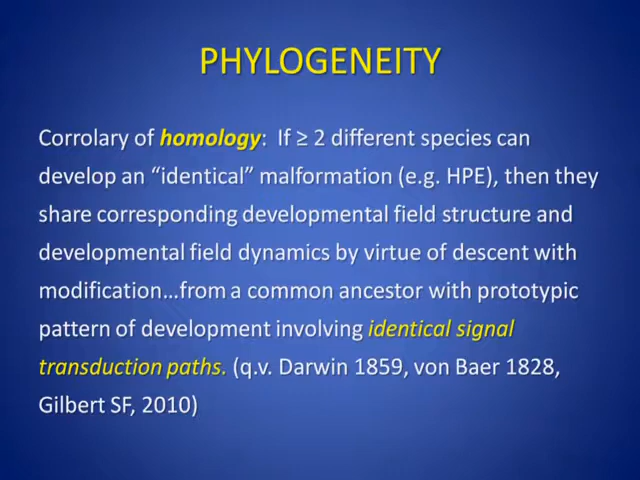 PHYLOGENEITY
Corrolary of homology:  If ≥ 2 different species can
develop an “identical” malformation (e.g. HPE), then they
share corresponding developmental field structure and
developmental field dynamics by virtue of descent with
modification…from a common ancestor with prototypic
pattern of development involving identical signal
transduction paths. (q.v. Darwin 1859, von Baer 1828,
Gilbert SF, 2010)